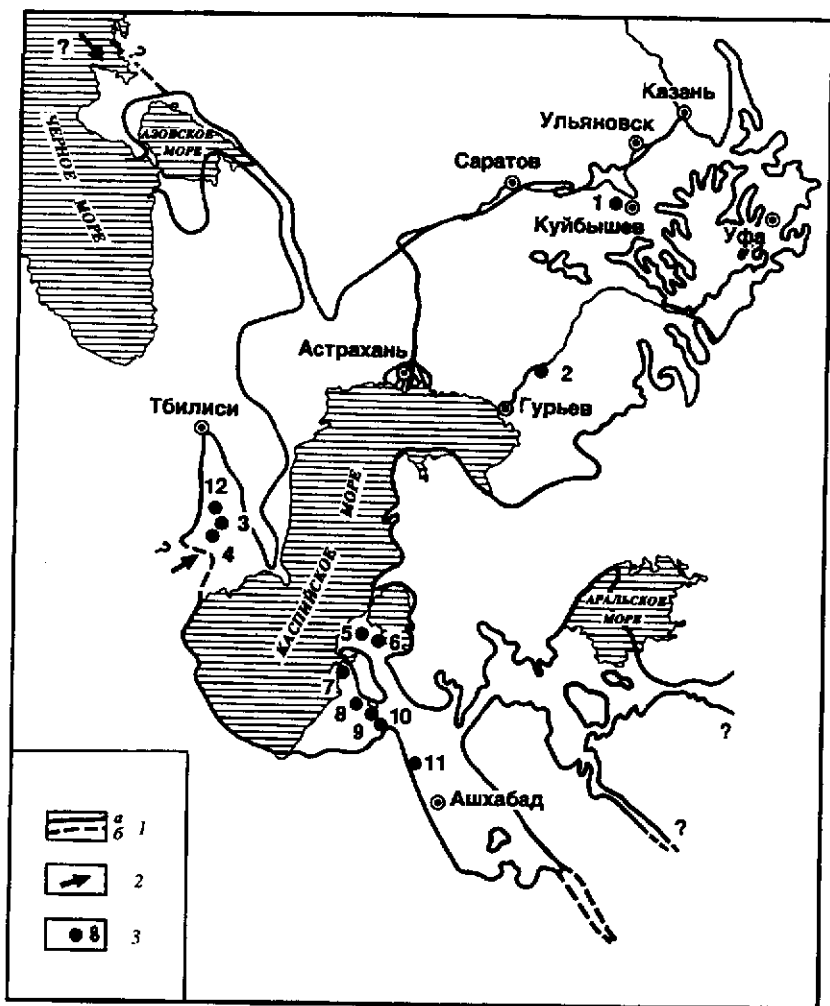 ?
?
ЧЕРНОЕ МОРЕ
АЗОВСКОЕ
МОРЕ
Казань
Ульяновск
Саратов
1
Куйбышев
Уфа
Астрахань
2
Гурьев
Тбилиси
12
3
4
?
КАСПИЙСКОЕ МОРЕ
АРАЛЬСКОЕ
МОРЕ
5
6
7
8
9
10
?
11
Ашхабад
?
а
б
1
2
8
3